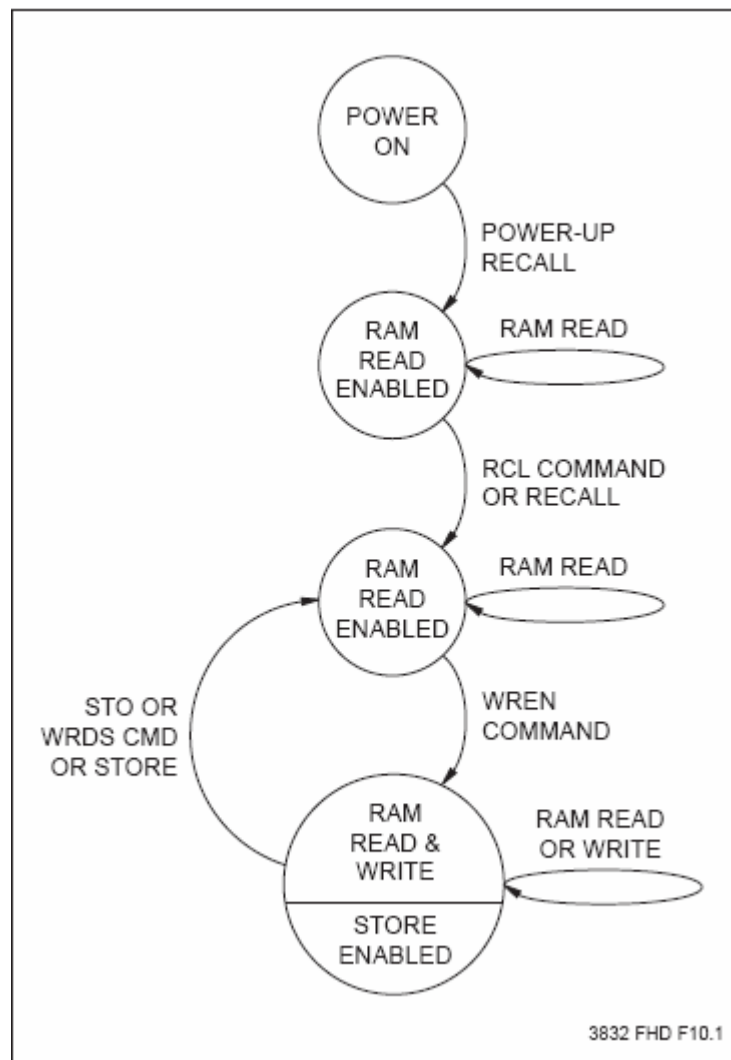 POWER
ON
POWER-UP
RECALL
RAM
READ
ENABLED
RAM READ
RCL COMMAND
OR RECALL
RAM
READ
ENABLED
RAM READ
STO OR
WRDS CMD
OR STORE
WREN
COMMAND
RAM
READ &
WRITE
RAM READ
OR WRITE
STORE
ENABLED
3832 FHD F10.1